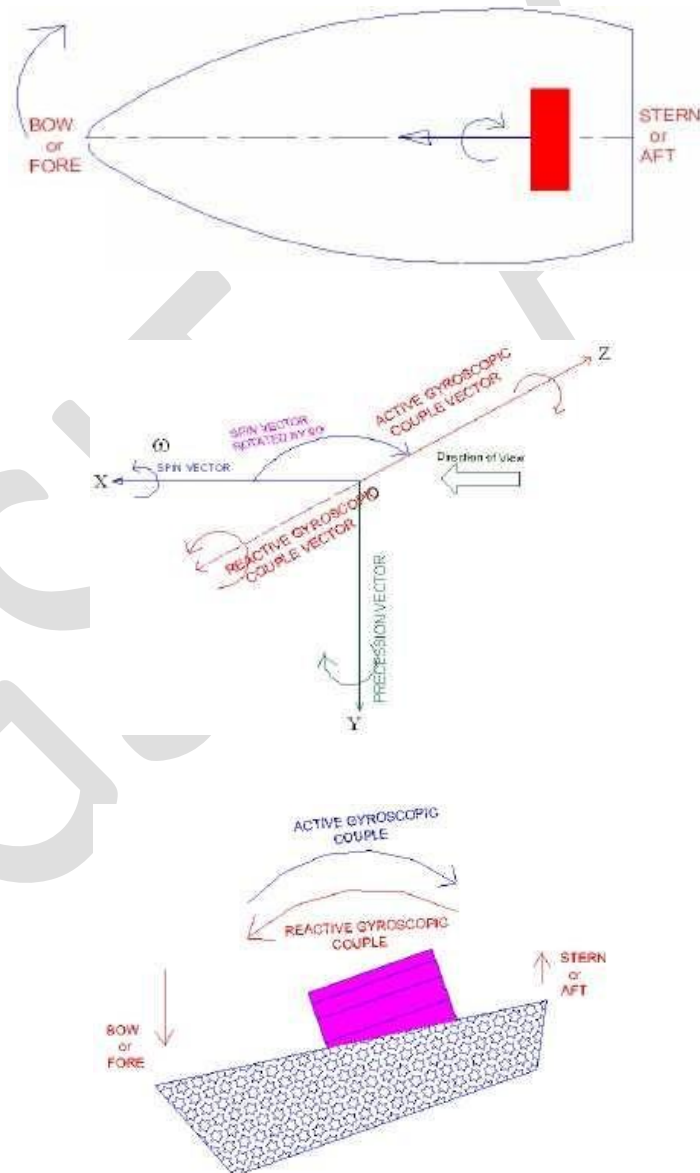 BOW
or
FORE
STERN
or
AFT
Z
ACTIVE GYROSCOPIC
COUPLE VECTOR
SPIN VECTOR
ROTATED BY 90°
ω
SPIN VECTOR
X
Direction of View
O
REACTIVE GYROSCOPIC
COUPLE VECTOR
PRECESSION VECTOR
Y
ACTIVE GYROSCOPIC
COUPLE
REACTIVE GYROSCOPIC
COUPLE
STERN
or
AFT
BOW
or
FORE